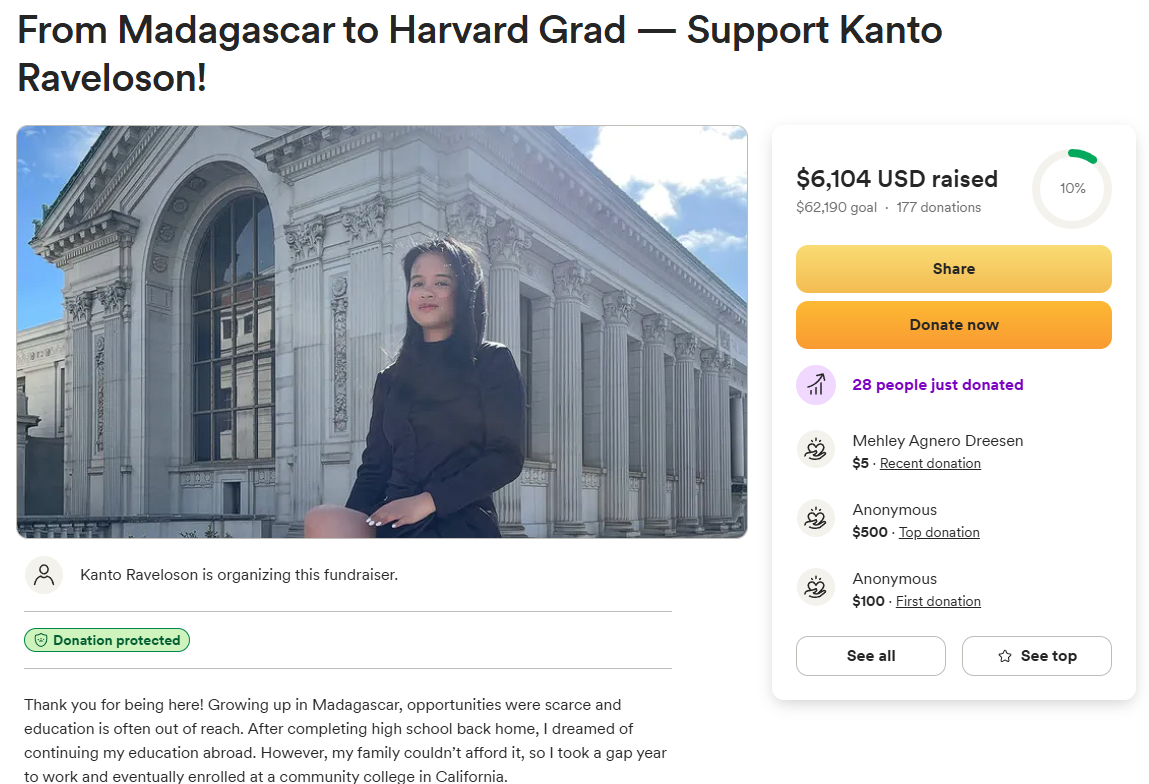 From Madagascar to Harvard Grad — Support Kanto
Raveloson!
$6,104 USD raised
$62,190 goal · 177 donations
10%
Share
Donate now
28 people just donated
Mehley Agnero Dreesen
$5 · Recent donation
Anonymous
$500 · Top donation
Anonymous
$100 · First donation
See all
See top
Kanto Raveloson is organizing this fundraiser.
Donation protected
Thank you for being here! Growing up in Madagascar, opportunities were scarce and
education is often out of reach. After completing high school back home, I dreamed of
continuing my education abroad. However, my family couldn’t afford it, so I took a gap year
to work and eventually enrolled at a community college in California.